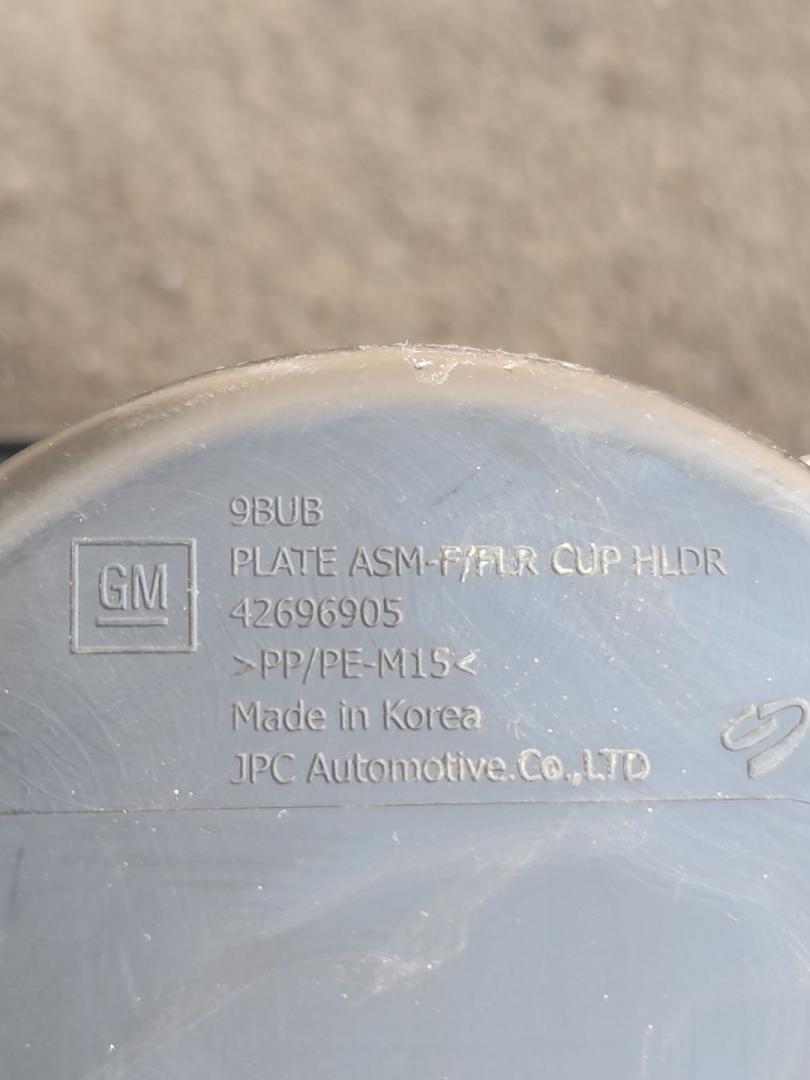 9BUB
GM
PLATE ASM-F/FLR CUP HLDR
42696905
>PP/PE-M15<
Made in Korea
JPC Automotive.Co.,LTD